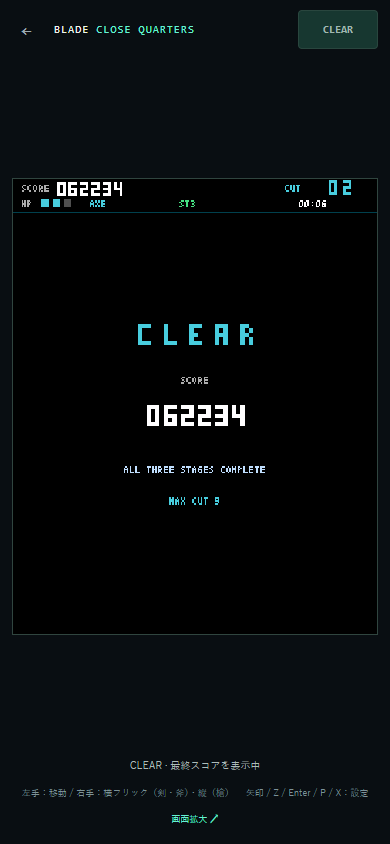 ← BLADE CLOSE QUARTERS CLEAR
SCORE 062234 CUT 02
HP AXE ST3 00:06
CLEAR
SCORE
062234
ALL THREE STAGES COMPLETE
MAX CUT 9
CLEAR · 最終スコアを表示中
左手：移動 / 右手：横フリック（剣・斧）・縦（槍） 矢印 / Z / Enter / P / X：設定
画面拡大 ↗